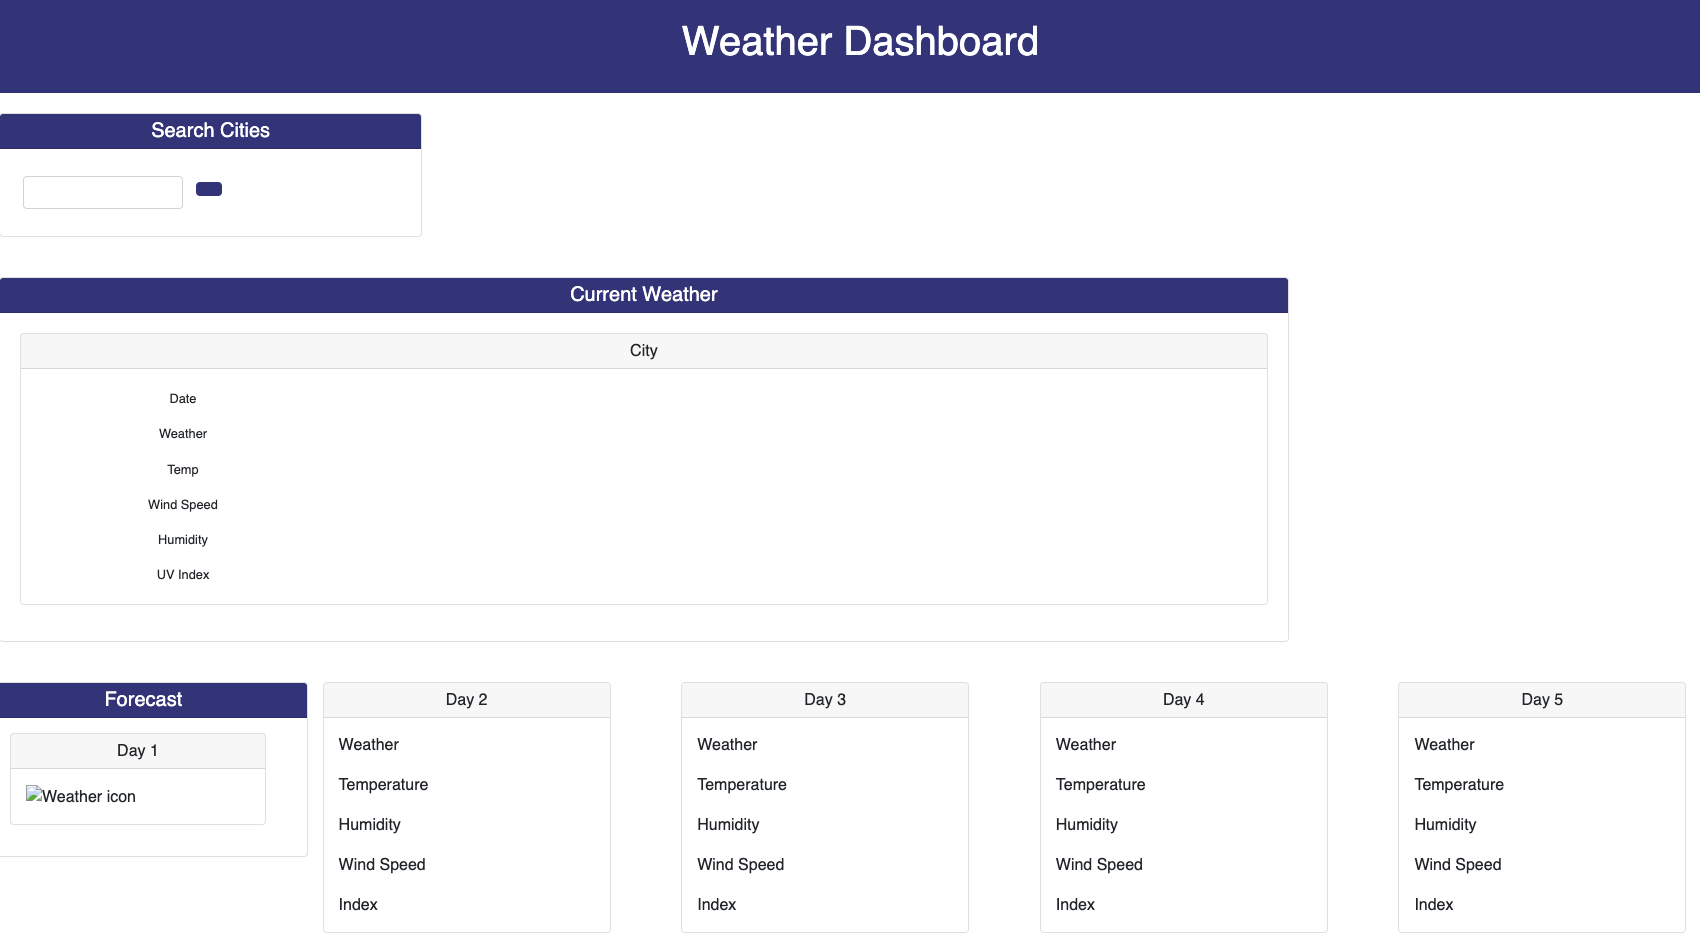 Weather Dashboard
Search Cities
Current Weather
City
Date
Weather
Temp
Wind Speed
Humidity
UV Index
Forecast
Day 1
Weather icon
Day 2
Weather
Temperature
Humidity
Wind Speed
Index
Day 3
Weather
Temperature
Humidity
Wind Speed
Index
Day 4
Weather
Temperature
Humidity
Wind Speed
Index
Day 5
Weather
Temperature
Humidity
Wind Speed
Index